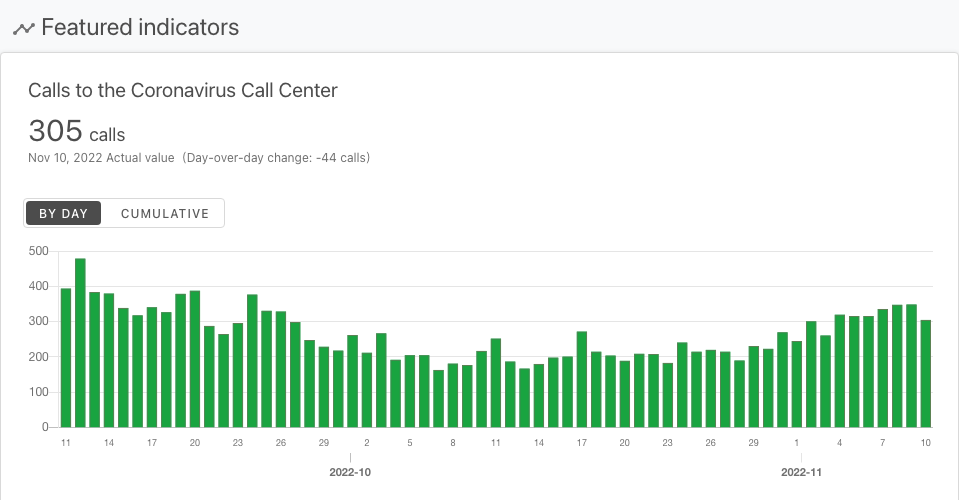 Featured indicators
Calls to the Coronavirus Call Center
305 calls
Nov 10, 2022 Actual value (Day-over-day change: -44 calls)
BY DAY CUMULATIVE
500
400
300
200
100
0
11 14 17 20 23 26 29 2 5 8 11 14 17 20 23 26 29 1 4 7 10
2022-10 2022-11